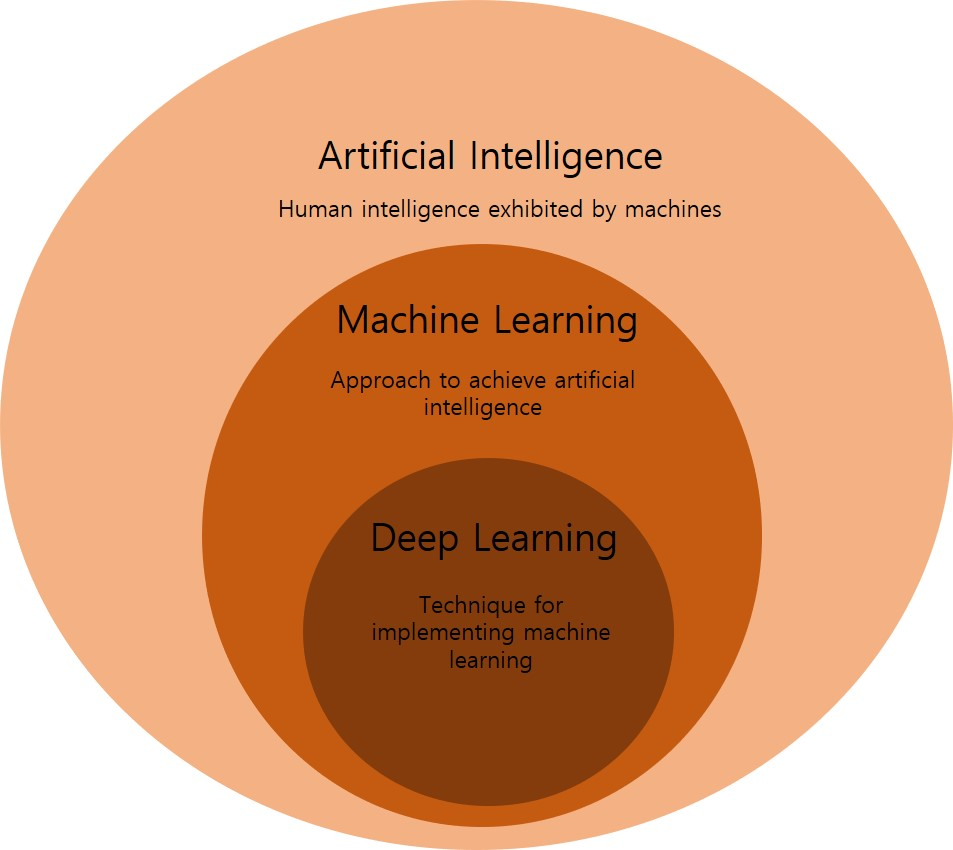 Artificial Intelligence
Human intelligence exhibited by machines
Machine Learning
Approach to achieve artificial
intelligence
Deep Learning
Technique for
implementing machine
learning